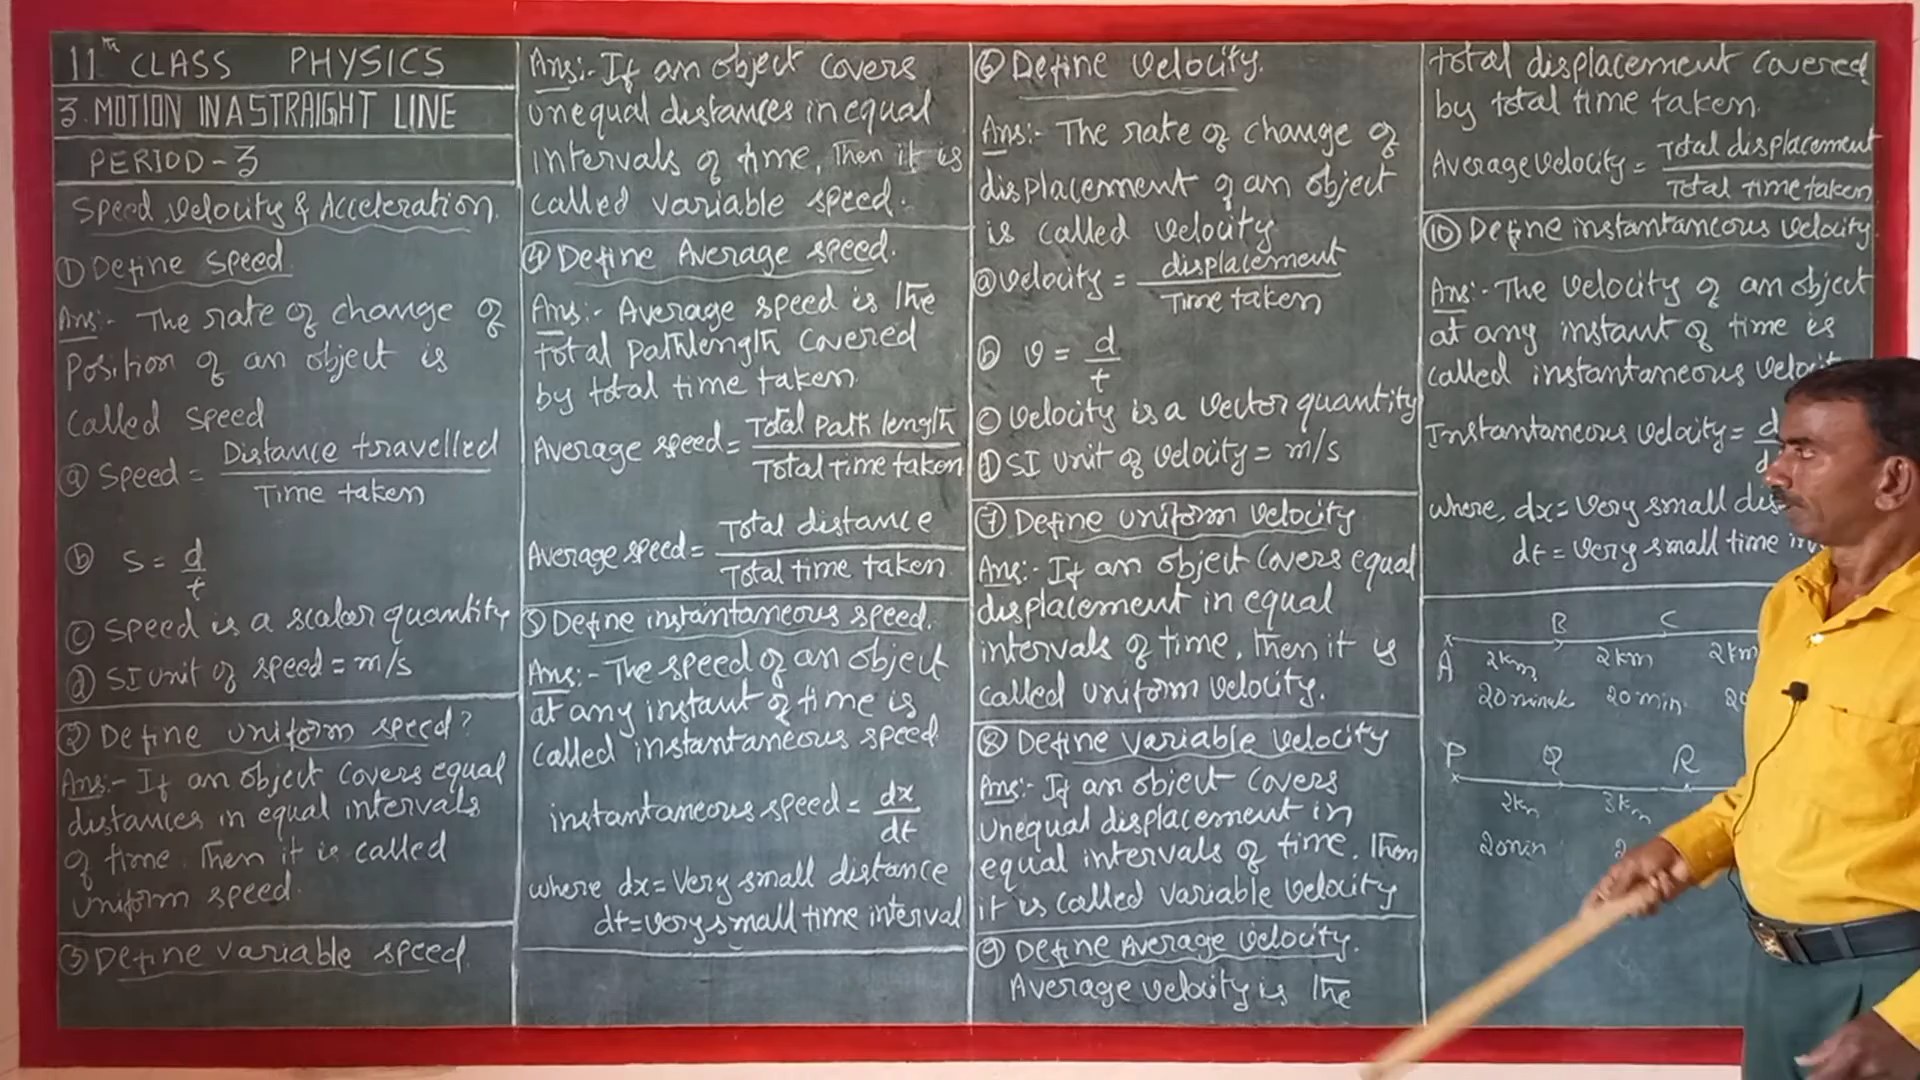 11th CLASS PHYSICS
3. MOTION IN A STRAIGHT LINE
PERIOD-3
Speed, velocity & Acceleration.
① Define speed
Ans:- The rate of change of
Position of an object is
called speed
ⓐ Speed = Distance travelled
Time taken
ⓑ S = d
t
ⓒ Speed is a scalar quantity
ⓓ SI unit of speed = m/s
② Define uniform speed?
Ans:- If an object covers equal
distances in equal intervals
of time. Then it is called
uniform speed.
③ Define variable speed.
Ans:- If an object covers
unequal distances in equal
intervals of time, Then it is
called variable speed.
④ Define Average speed.
Ans:- Average speed is the
total pathlength covered
by total time taken.
Average speed = Total path length
Total time taken
Average speed = Total distance
Total time taken
⑤ Define instantaneous speed.
Ans:- The speed of an object
at any instant of time is
called instantaneous speed
instantaneous speed = dx
dt
where dx = very small distance
dt = very small time interval
⑥ Define velocity.
Ans:- The rate of change of
displacement of an object
is called velocity
ⓐ velocity = displacement
Time taken
ⓑ v = d
t
ⓒ velocity is a vector quantity
ⓓ SI unit of velocity = m/s
⑦ Define uniform velocity
Ans:- If an object covers equal
displacement in equal
intervals of time, then it is
called uniform velocity.
⑧ Define variable velocity
Ans:- If an object covers
unequal displacement in
equal intervals of time. Then
it is called variable velocity
⑨ Define Average velocity.
Average velocity is the
total displacement covered
by total time taken.
Average velocity = Total displacement
Total time taken
⑩ Define instantaneous velocity.
Ans:- The velocity of an object
at any instant of time is
called instantaneous
Instantaneous velocity = d
d
where, dx = very small
dt = very small time
B C
A 2km 2km 2km
20 min
P Q R
2km 3km
20min